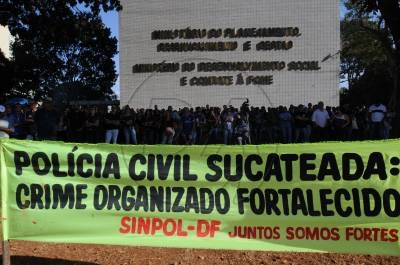 MINISTÉRIO DO PLANEJAMENTO,
DESENVOLVIMENTO E GESTÃO
MINISTÉRIO DO DESENVOLVIMENTO SOCIAL
E COMBATE À FOME
POLÍCIA CIVIL SUCATEADA:
CRIME ORGANIZADO FORTALECIDO
SINPOL-DF JUNTOS SOMOS FORTES